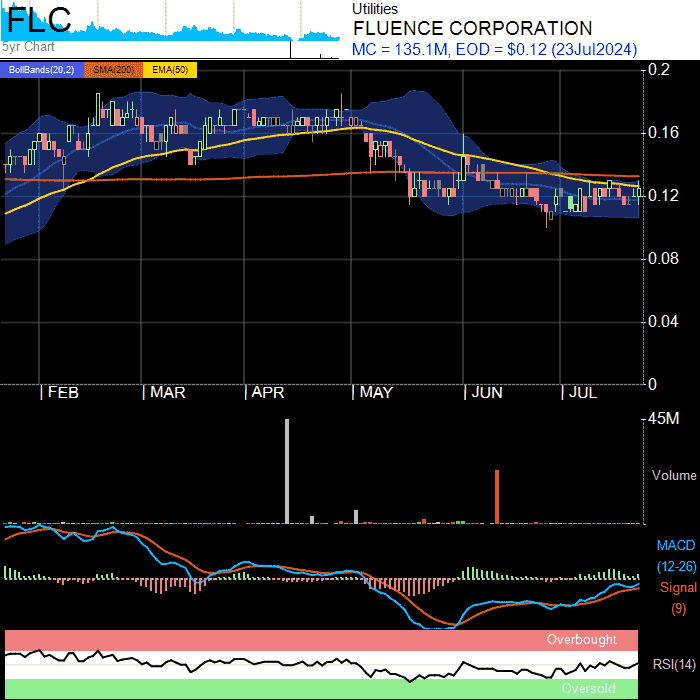 FLC
5yr Chart
Utilities
FLUENCE CORPORATION
MC = 135.1M, EOD = $0.12 (23Jul2024)
BollBands(20,2) SMA(200) EMA(50)
0.2
0.16
0.12
0.08
0.04
0
FEB MAR APR MAY JUN JUL
45M
Volume
MACD
(12-26)
Signal
(9)
Overbought
RSI(14)
Oversold